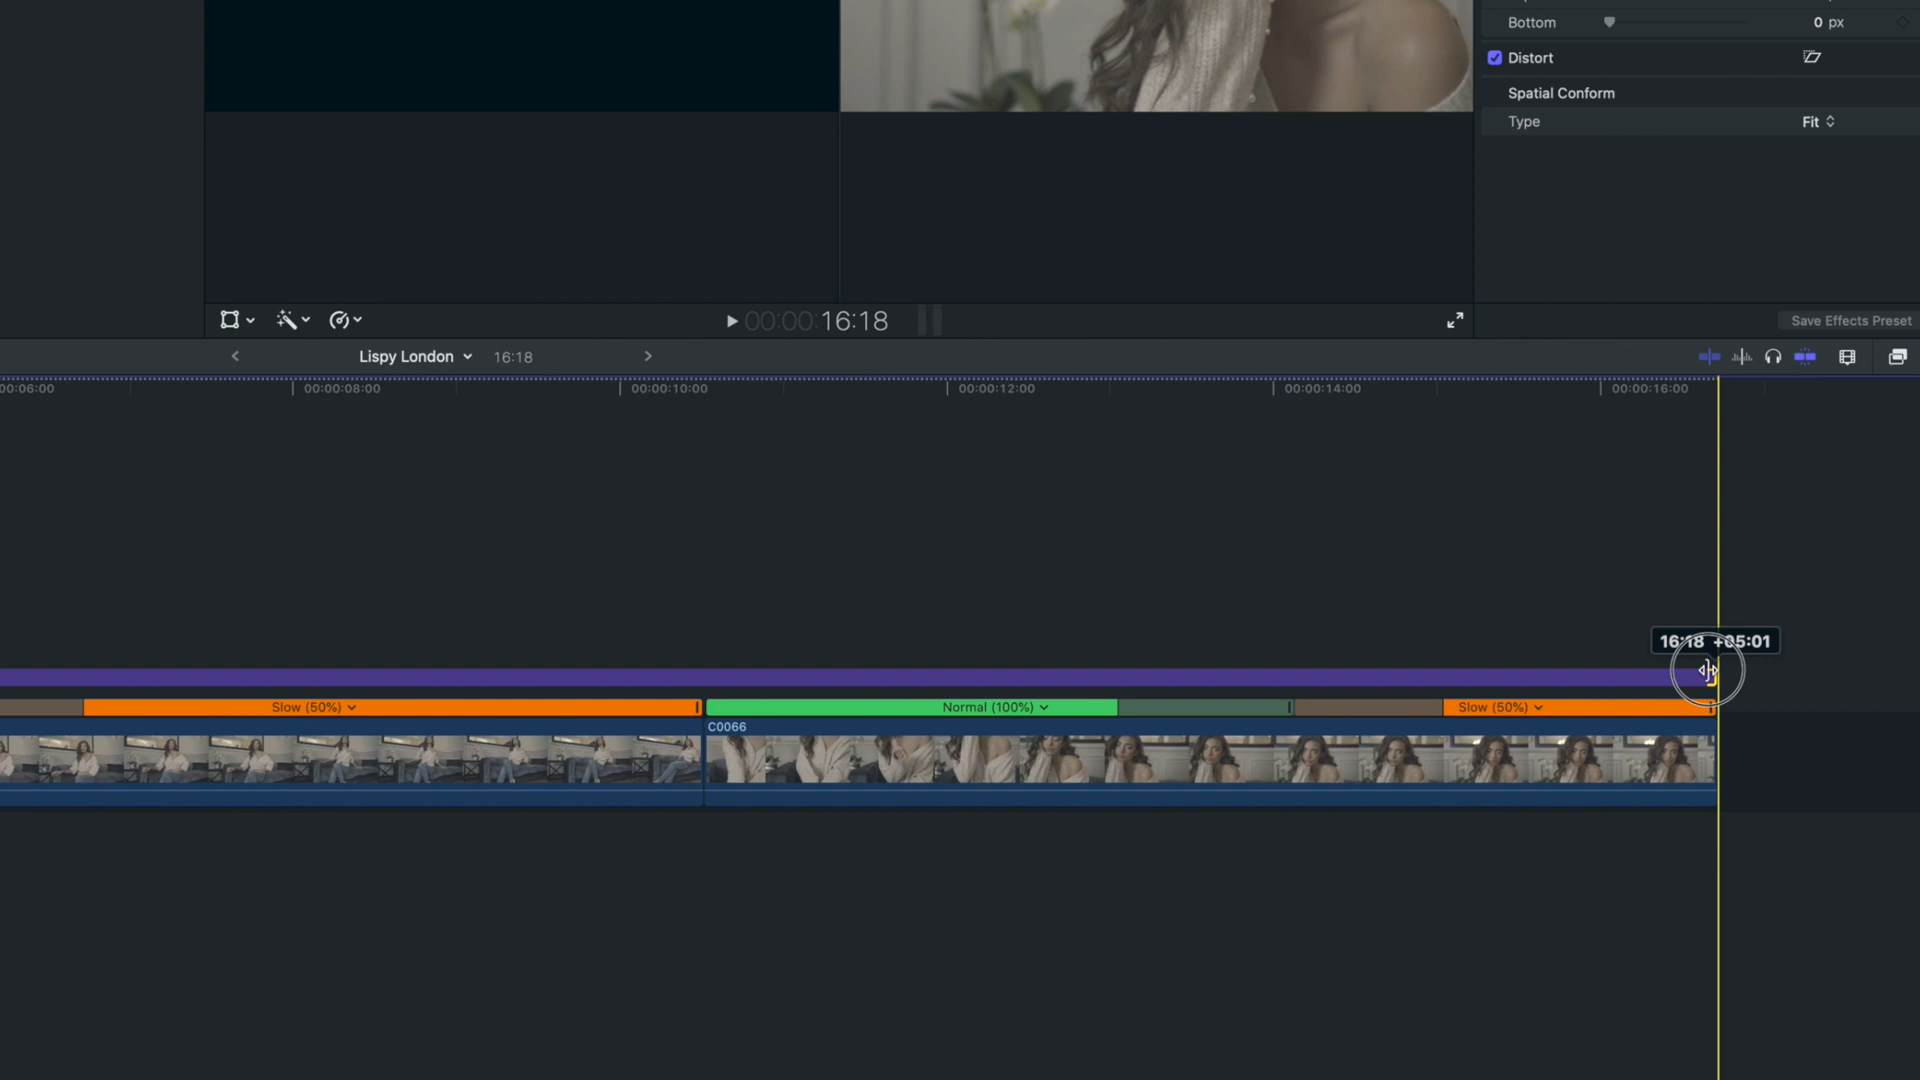 Bottom
0 px
Distort
Spatial Conform
Type
Fit
00:00:16:18
Save Effects Preset
Lispy London
16:18
00:06:00
00:00:08:00
00:00:10:00
00:00:12:00
00:00:14:00
00:00:16:00
16:18 +05:01
Slow (50%)
Normal (100%)
Slow (50%)
C0066